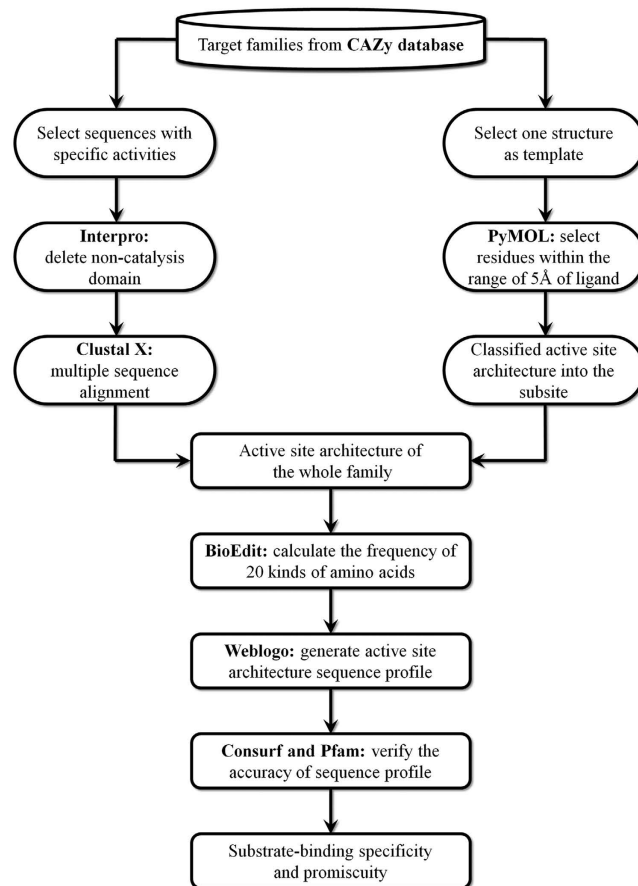 Target families from CAZy database
Select sequences with
specific activities
Select one structure
as template
Interpro:
delete non-catalysis
domain
PyMOL: select
residues within the
range of 5Å of ligand
Clustal X:
multiple sequence
alignment
Classified active site
architecture into the
subsite
Active site architecture of
the whole family
BioEdit: calculate the frequency of
20 kinds of amino acids
Weblogo: generate active site
architecture sequence profile
Consurf and Pfam: verify the
accuracy of sequence profile
Substrate-binding specificity
and promiscuity